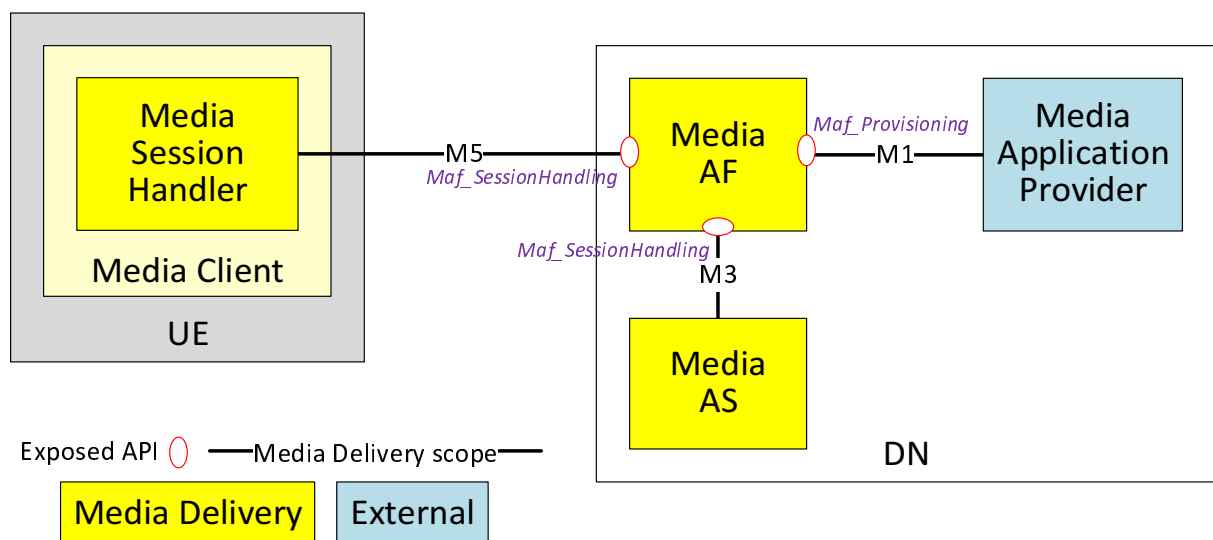 Media
Session
Handler
Media Client
UE
M5
Maf_SessionHandling
Media
AF
Maf_Provisioning
M1
Media
Application
Provider
Maf_SessionHandling
M3
Media
AS
DN
Exposed API
Media Delivery scope
Media Delivery
External